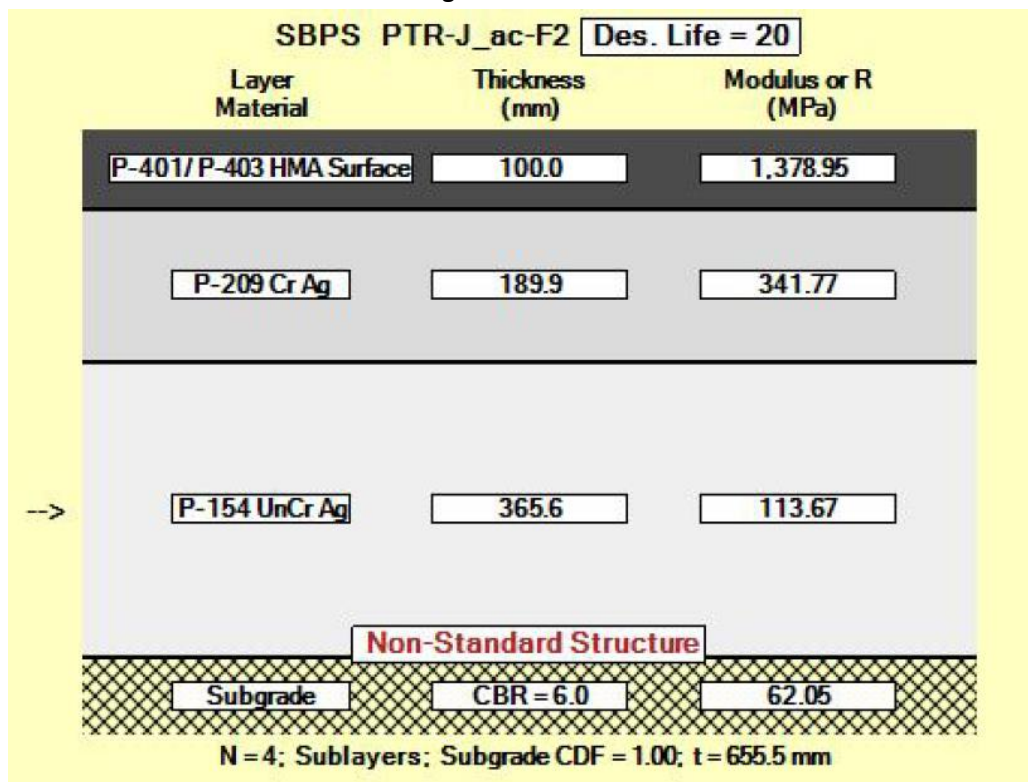 SBPS PTR-J_ac-F2 Des. Life = 20
Layer Material Thickness (mm) Modulus or R (MPa)
P-401/ P-403 HMA Surface 100.0 1,378.95
P-209 Cr Ag 189.9 341.77
--> P-154 UnCr Ag 365.6 113.67
Non-Standard Structure
Subgrade CBR = 6.0 62.05
N = 4; Sublayers; Subgrade CDF = 1.00; t = 655.5 mm